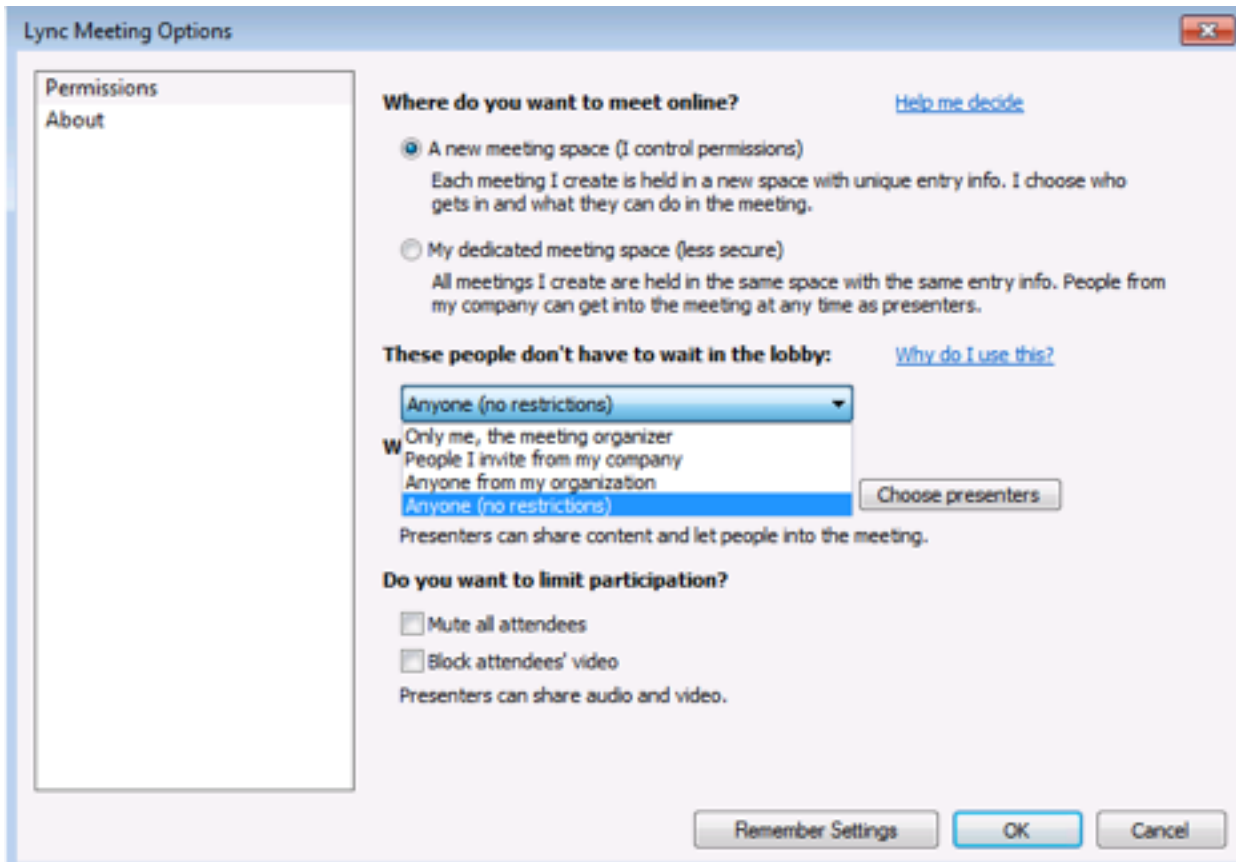 Lync Meeting Options
Permissions
About
Where do you want to meet online?
Help me decide
A new meeting space (I control permissions)
Each meeting I create is held in a new space with unique entry info. I choose who
gets in and what they can do in the meeting.
My dedicated meeting space (less secure)
All meetings I create are held in the same space with the same entry info. People from
my company can get into the meeting at any time as presenters.
These people don't have to wait in the lobby:
Why do I use this?
Anyone (no restrictions)
Only me, the meeting organizer
W
People I invite from my company
Anyone from my organization
Anyone (no restrictions)
Choose presenters
Presenters can share content and let people into the meeting.
Do you want to limit participation?
Mute all attendees
Block attendees' video
Presenters can share audio and video.
Remember Settings
OK
Cancel